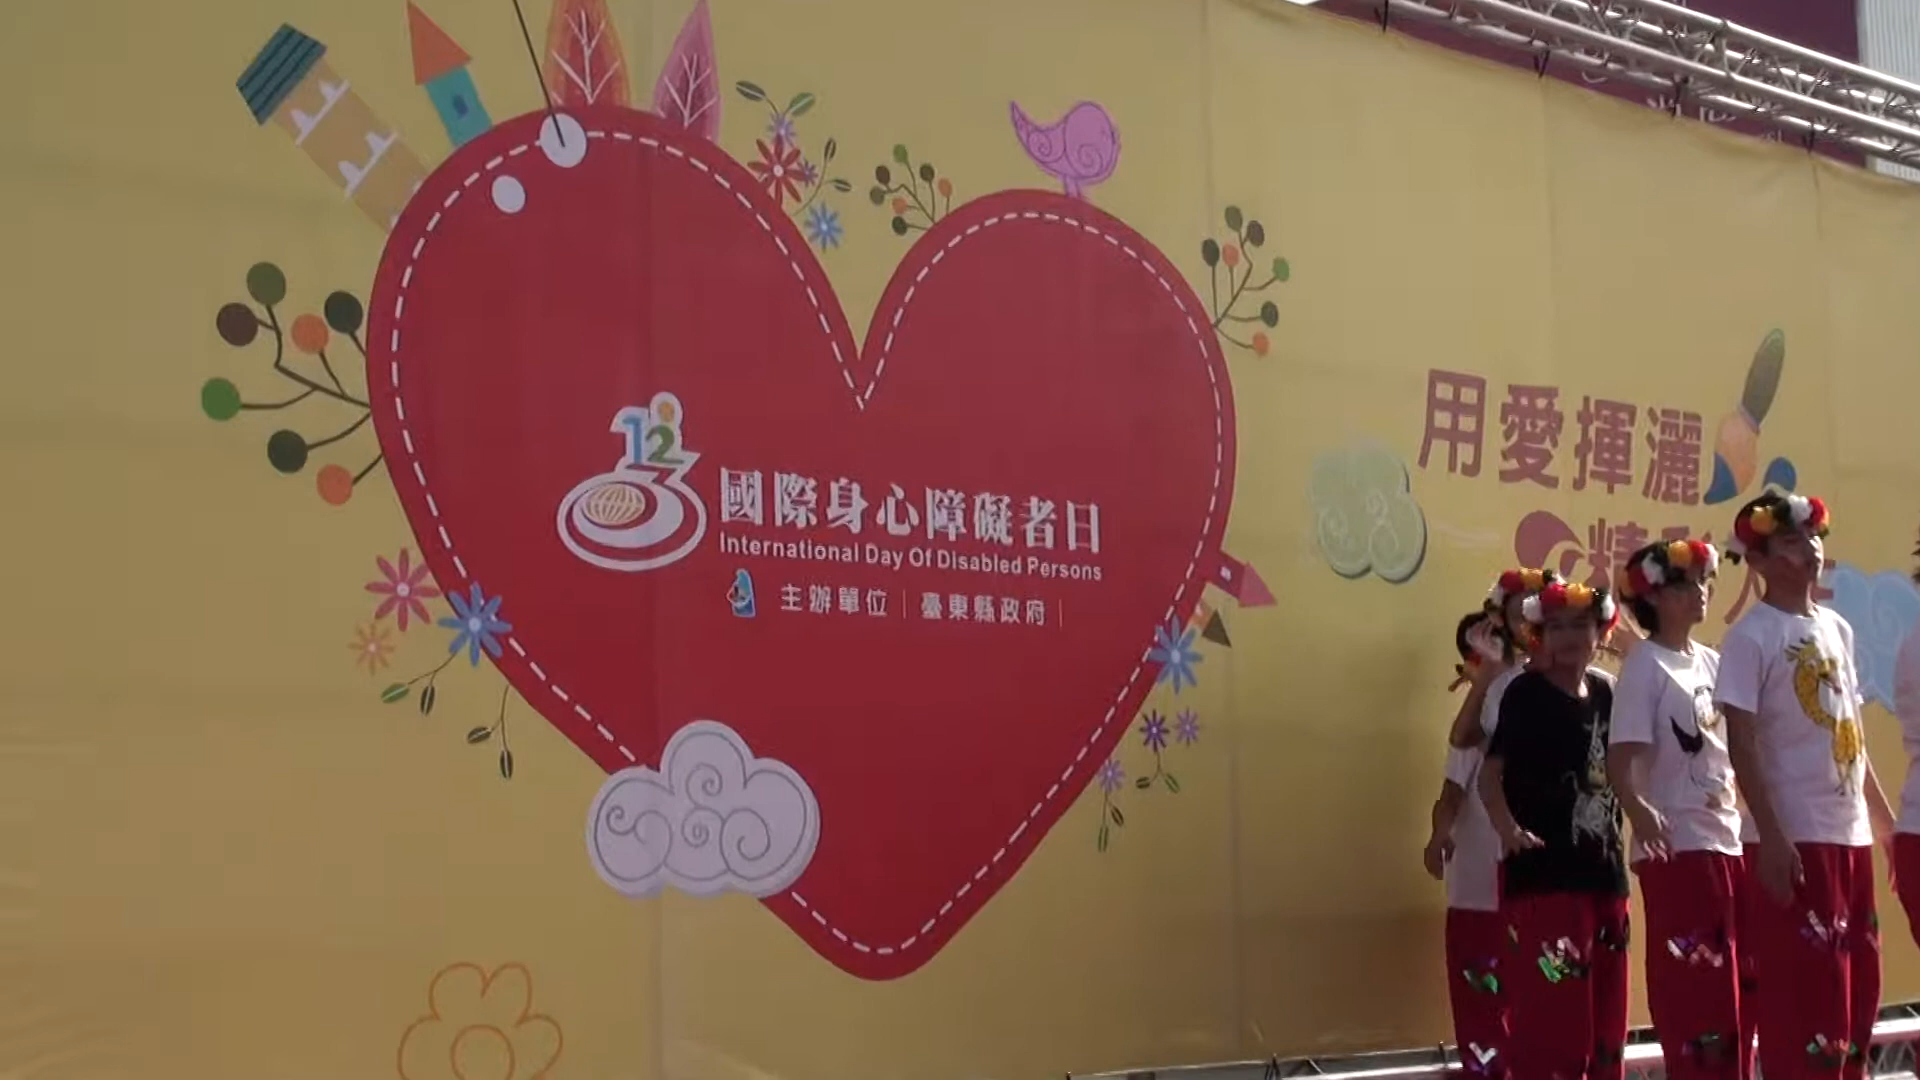 12
3
國際身心障礙者日
International Day Of Disabled Persons
主辦單位｜臺東縣政府｜
用愛揮灑
精